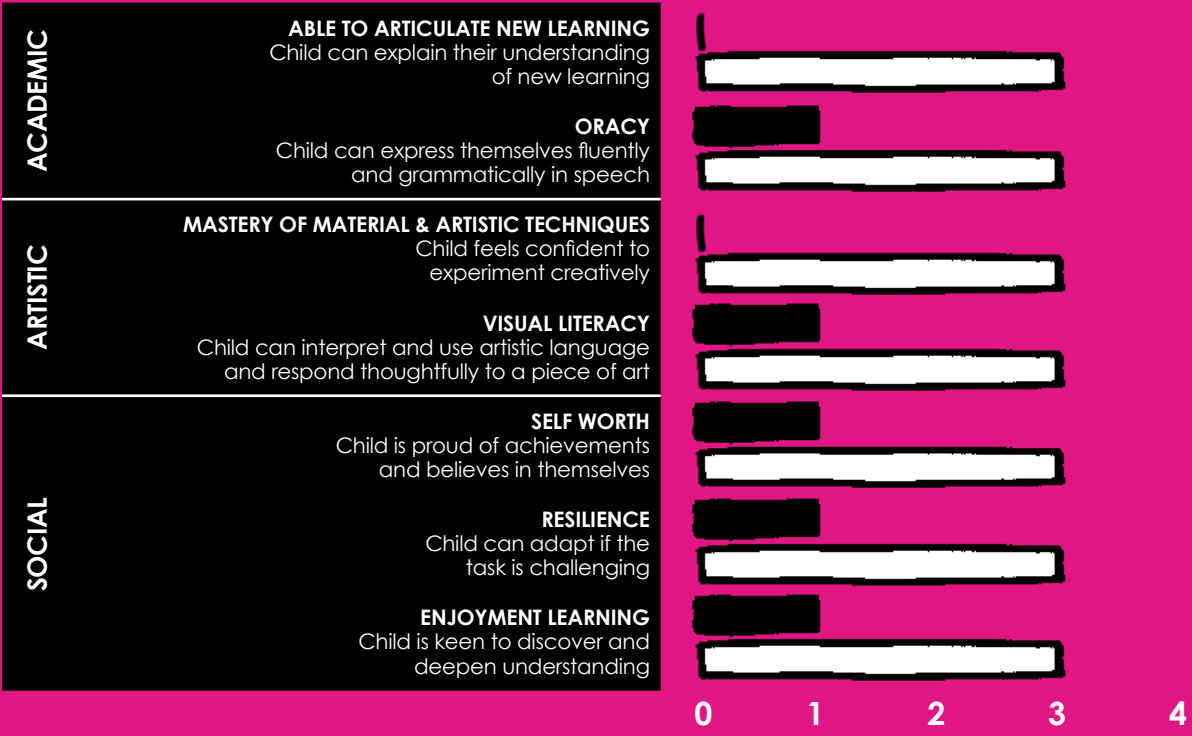 ACADEMIC
ABLE TO ARTICULATE NEW LEARNING
Child can explain their understanding
of new learning
ORACY
Child can express themselves fluently
and grammatically in speech
ARTISTIC
MASTERY OF MATERIAL & ARTISTIC TECHNIQUES
Child feels confident to
experiment creatively
VISUAL LITERACY
Child can interpret and use artistic language
and respond thoughtfully to a piece of art
SOCIAL
SELF WORTH
Child is proud of achievements
and believes in themselves
RESILIENCE
Child can adapt if the
task is challenging
ENJOYMENT LEARNING
Child is keen to discover and
deepen understanding
0 1 2 3 4